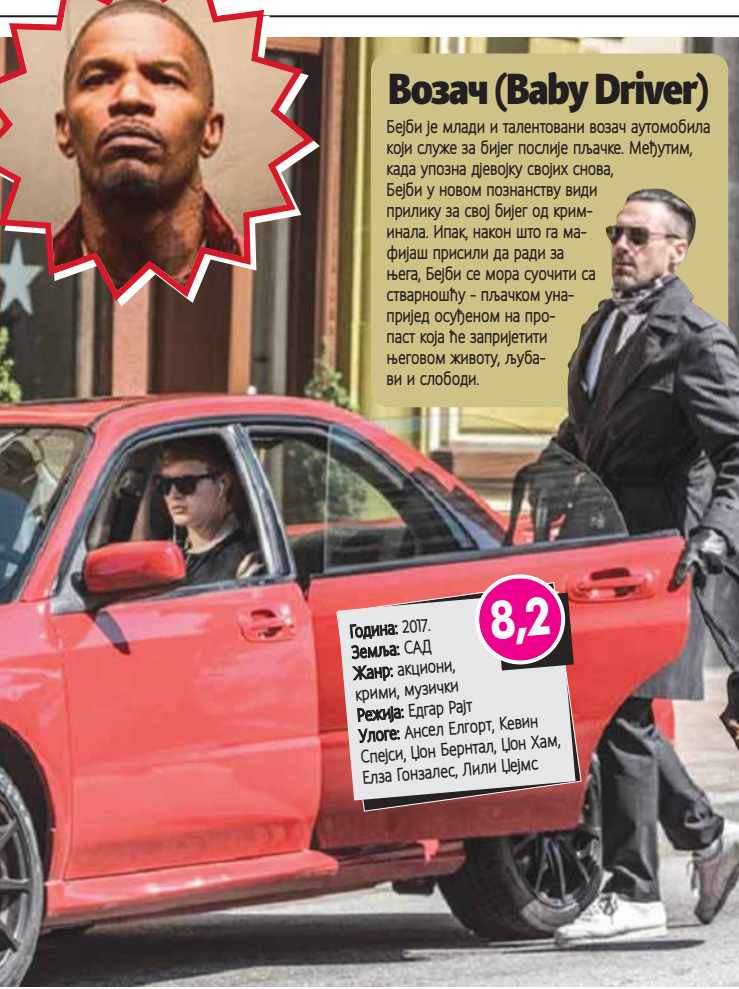 Возач (Baby Driver)
Бејби је млади и талентовани возач аутомобила
који служе за бијег послије пљачке. Међутим,
када упозна дјевојку својих снова,
Бејби у новом познанству види
прилику за свој бијег од крим-
инала. Ипак, након што га ма-
фијаш присили да ради за
њега, Бејби се мора суочити са
стварношћу - пљачком уна-
пријед осуђеном на про-
паст која ће запријетити
његовом животу, љуба-
ви и слободи.
8,2
Година: 2017.
Земља: САД
Жанр: акциони,
крими, музички
Режија: Едгар Рајт
Улоге: Ансел Елгорт, Кевин
Спејси, Џон Бернтал, Џон Хам,
Елза Гонзалес, Лили Џејмс